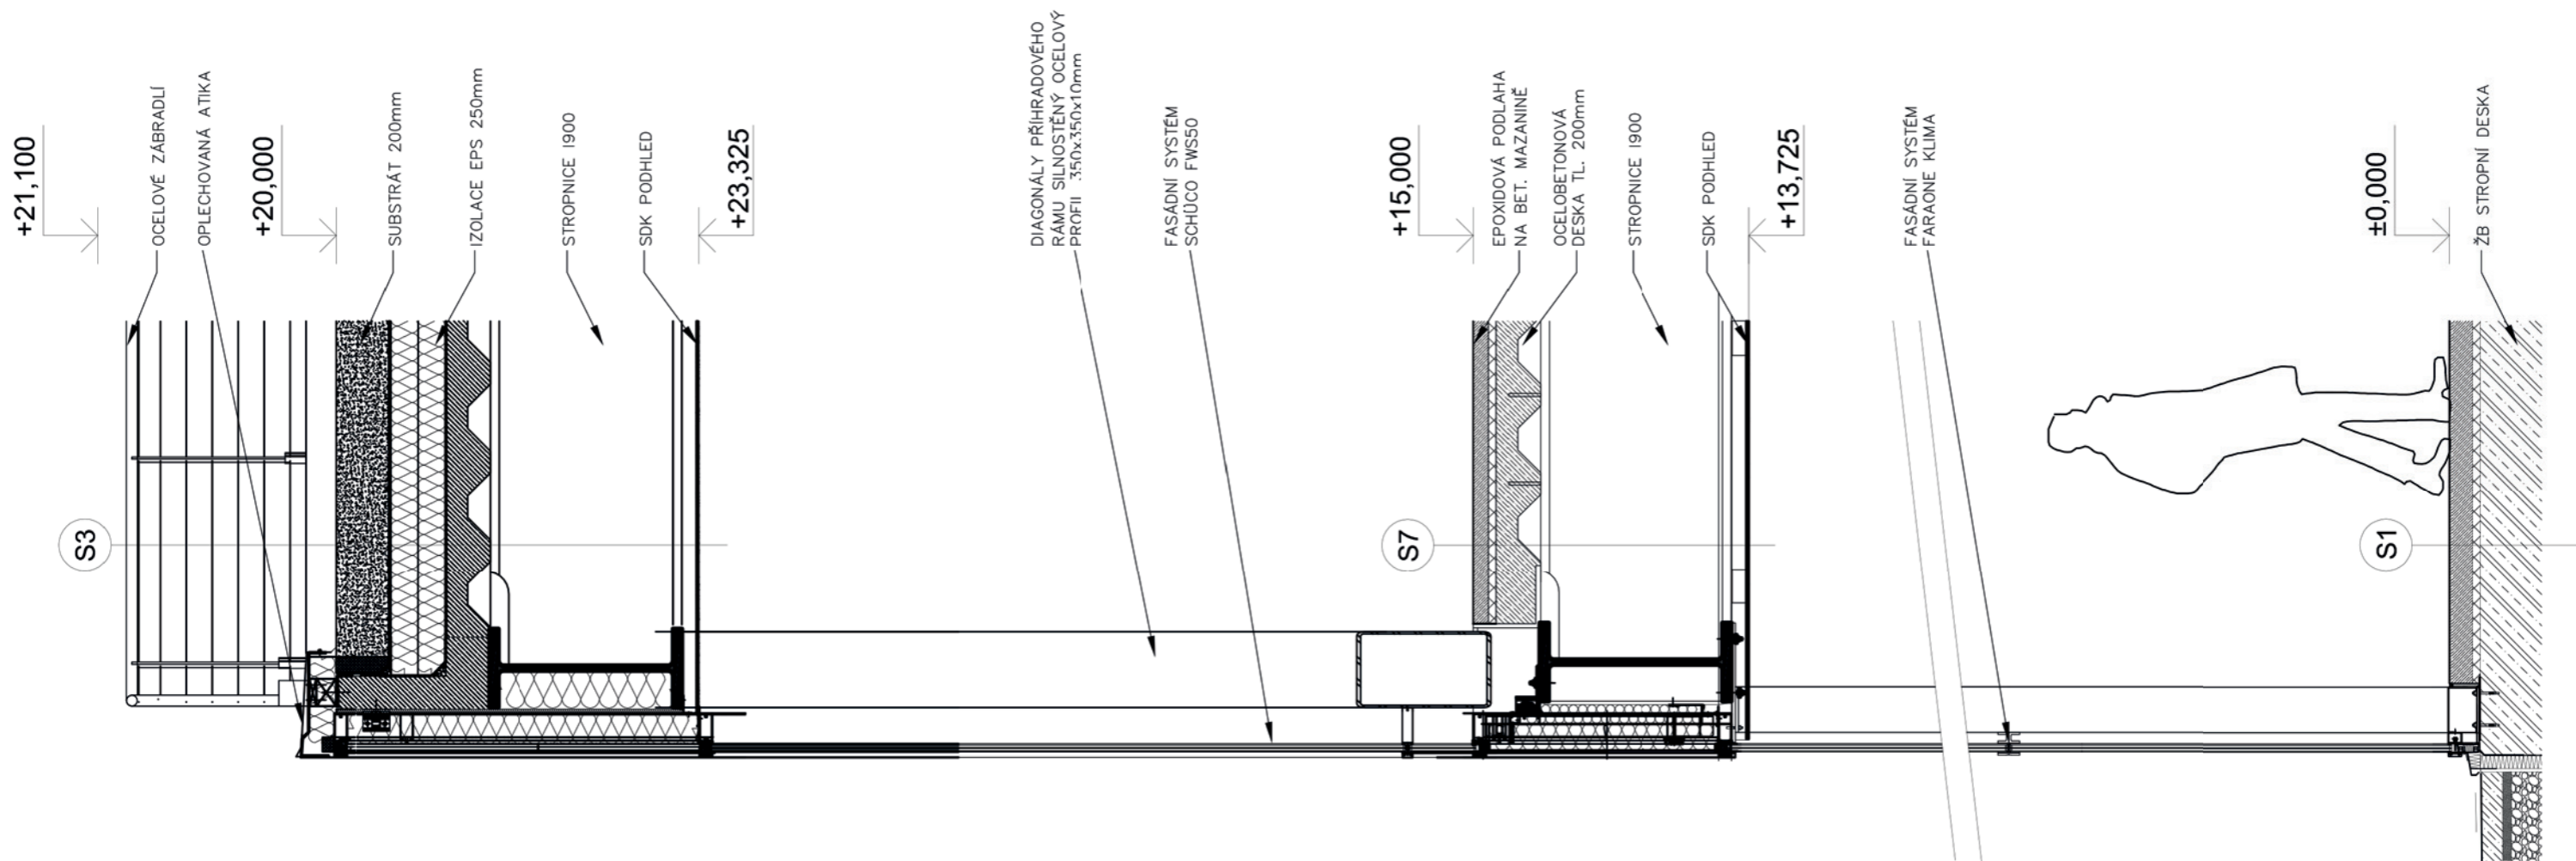 +21,100
OCELOVÉ ZÁBRADLÍ
OPLECHOVANÁ ATIKA
+20,000
SUBSTRÁT 200mm
IZOLACE EPS 250mm
STROPNICE I900
SDK PODHLED
+23,325
DIAGONÁLY PŘÍHRADOVÉHO
RÁMU SILNOSTĚNÝ OCELOVÝ
PROFIL 350x350x10mm
FASÁDNÍ SYSTÉM
SCHÜCO FWS50
+15,000
EPOXIDOVÁ PODLAHA
NA BET. MAZANINĚ
OCELOBETONOVÁ
DESKA TL. 200mm
STROPNICE I900
SDK PODHLED
+13,725
FASÁDNÍ SYSTÉM
FARAONE KLIMA
±0,000
ŽB STROPNÍ DESKA
S3
S7
S1